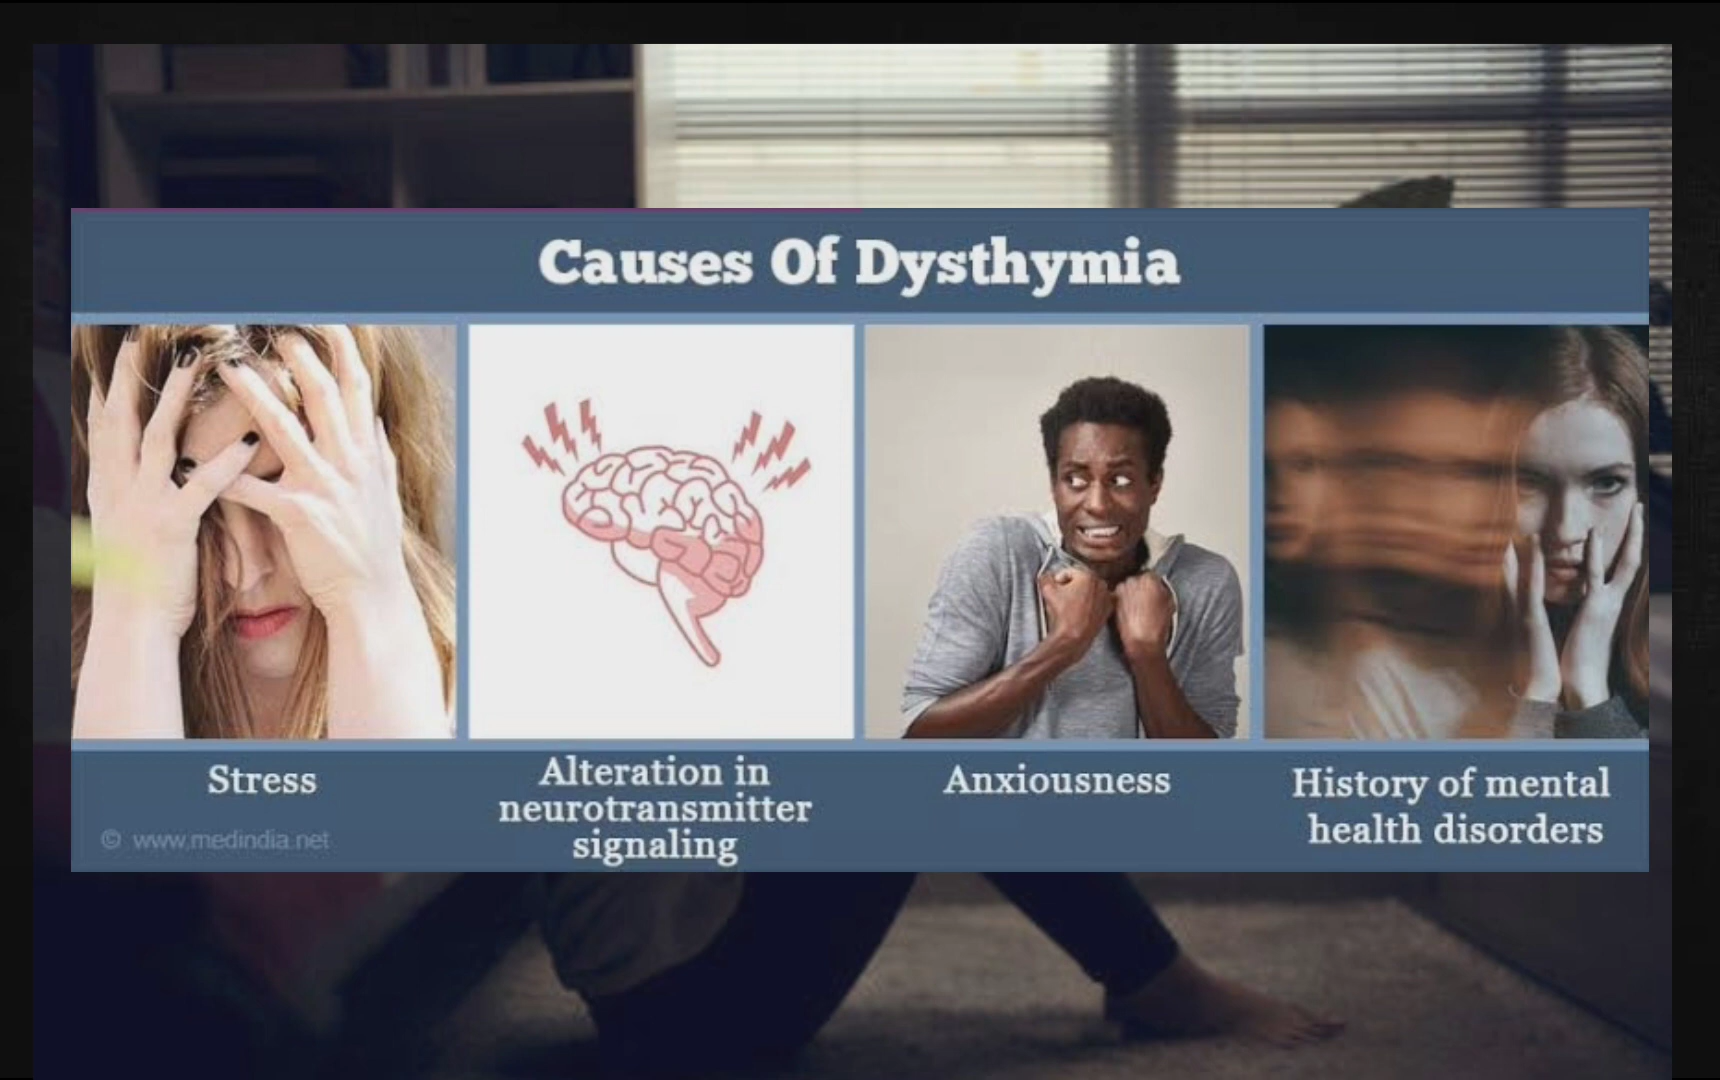 Causes Of Dysthymia
Stress
Alteration in
neurotransmitter
signaling
Anxiousness
History of mental
health disorders
© www.medindia.net